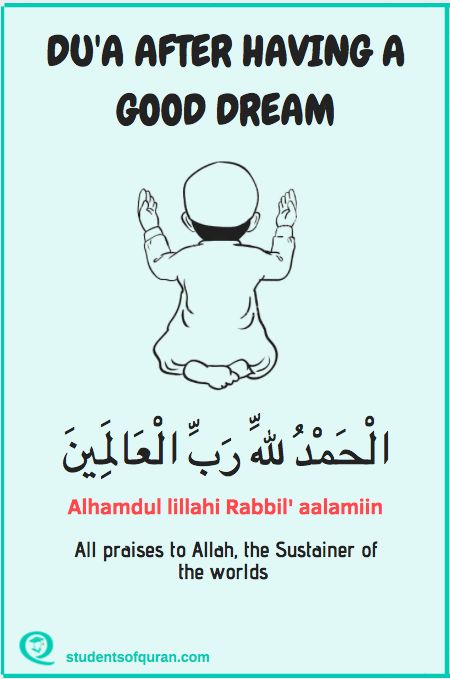 DU'A AFTER HAVING A
GOOD DREAM
الْحَمْدُ للهِّ رَبِّ الْعَالَمِينَ
Alhamdul lillahi Rabbil' aalamiin
All praises to Allah, the Sustainer of
the worlds
studentsofquran.com